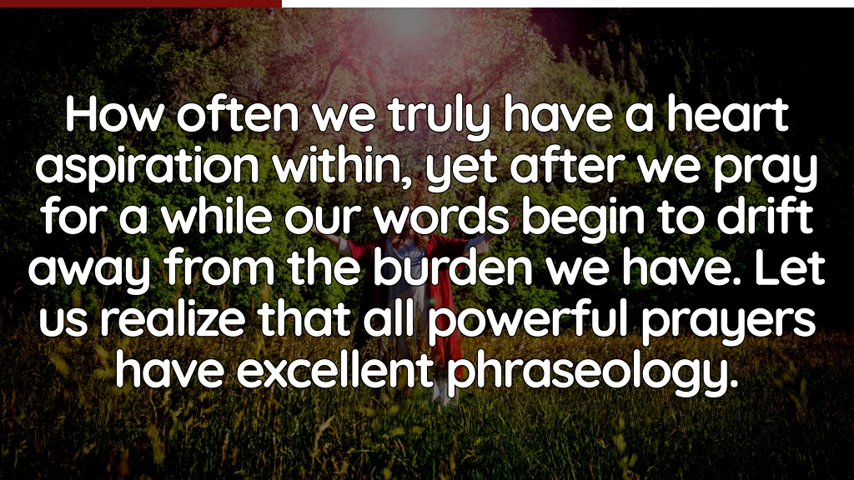 How often we truly have a heart
aspiration within, yet after we pray
for a while our words begin to drift
away from the burden we have. Let
us realize that all powerful prayers
have excellent phraseology.